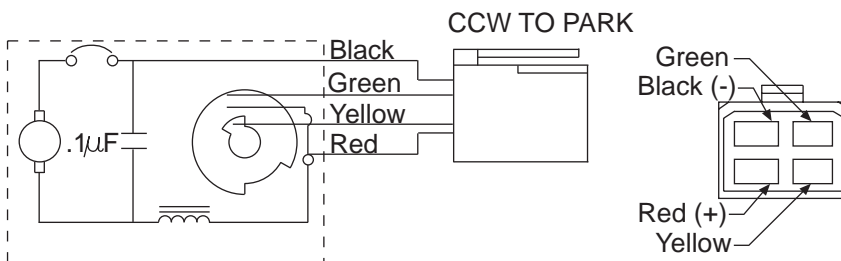 CCW TO PARK
Black
Green
Yellow
Red
.1µF
Green
Black (-)
Red (+)
Yellow